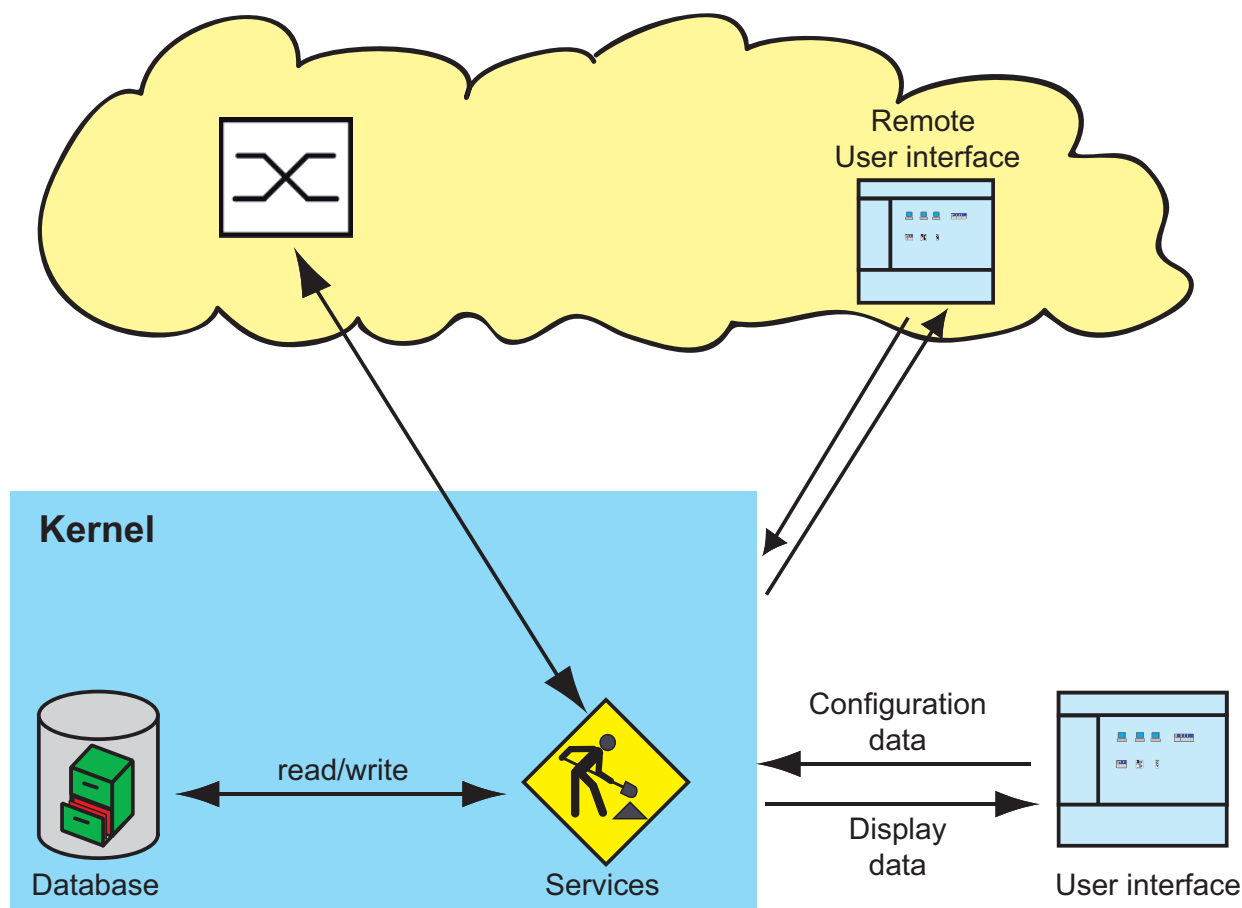 Remote
User interface
Kernel
Configuration
data
read/write
Display
data
Database
Services
User interface